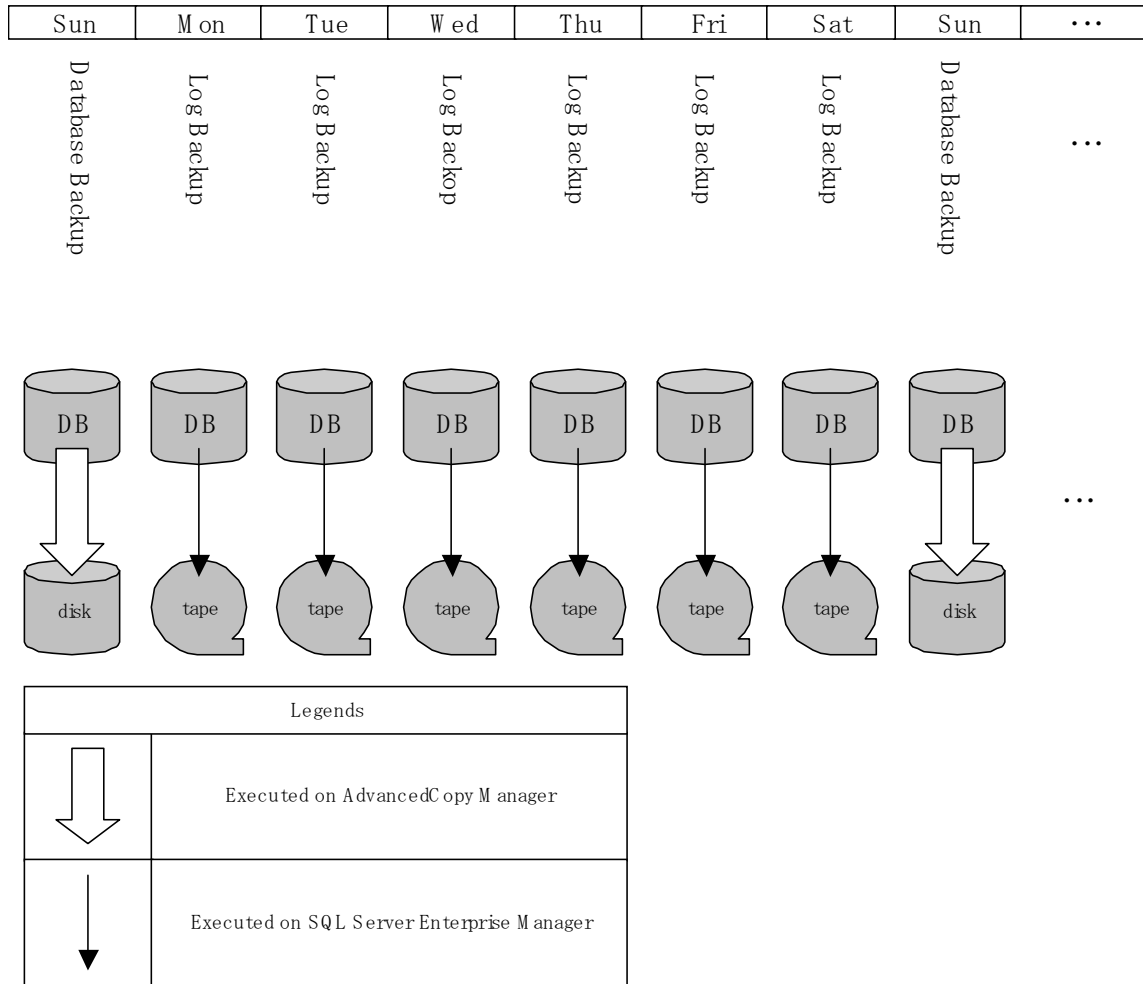 Sun Mon Tue Wed Thu Fri Sat Sun ...
Database Backup
Log Backup
Log Backup
Log Backop
Log Backup
Log Backup
Log Backup
Database Backup
...
DB DB DB DB DB DB DB DB
...
disk tape tape tape tape tape tape disk
Legends
Executed on AdvancedCopy Manager
Executed on SQL Server Enterprise Manager